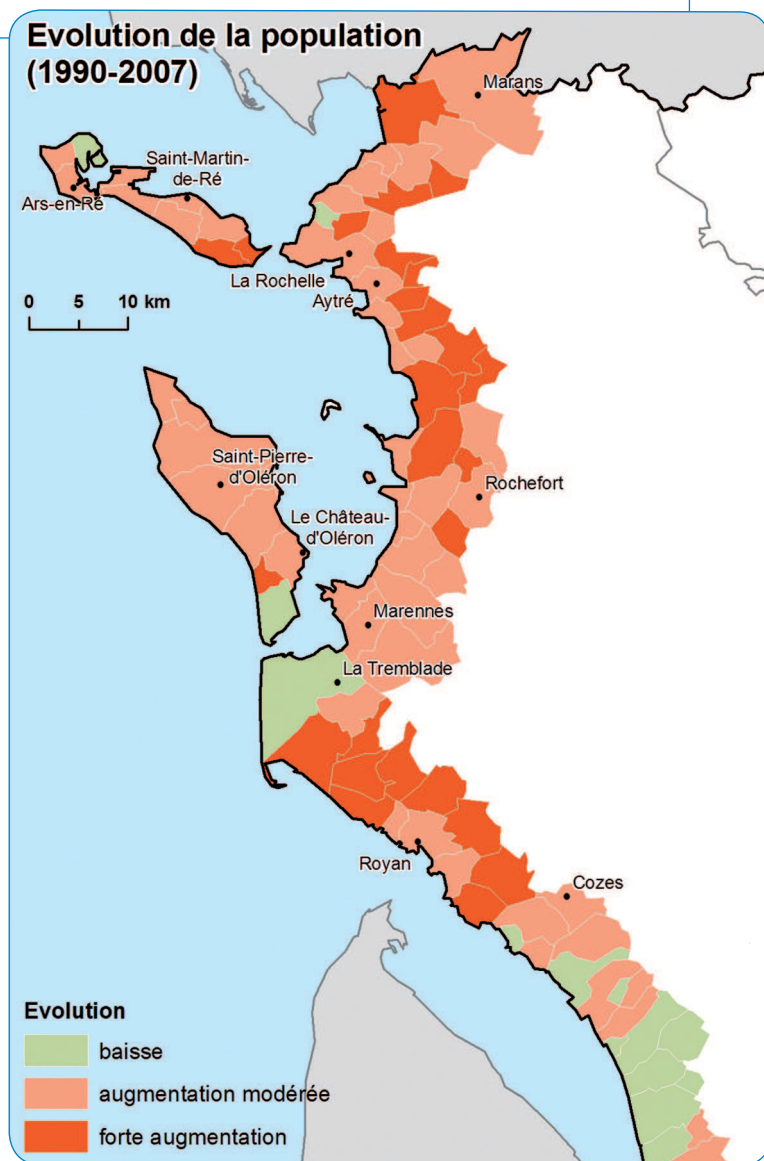 Evolution de la population
(1990-2007)
Marans
Saint-Martin-
de-Ré
Ars-en-Ré
La Rochelle
Aytré
0 5 10 km
Saint-Pierre-
d'Oléron
Rochefort
Le Château-
d'Oléron
Marennes
La Tremblade
Royan
Cozes
Evolution
baisse
augmentation modérée
forte augmentation